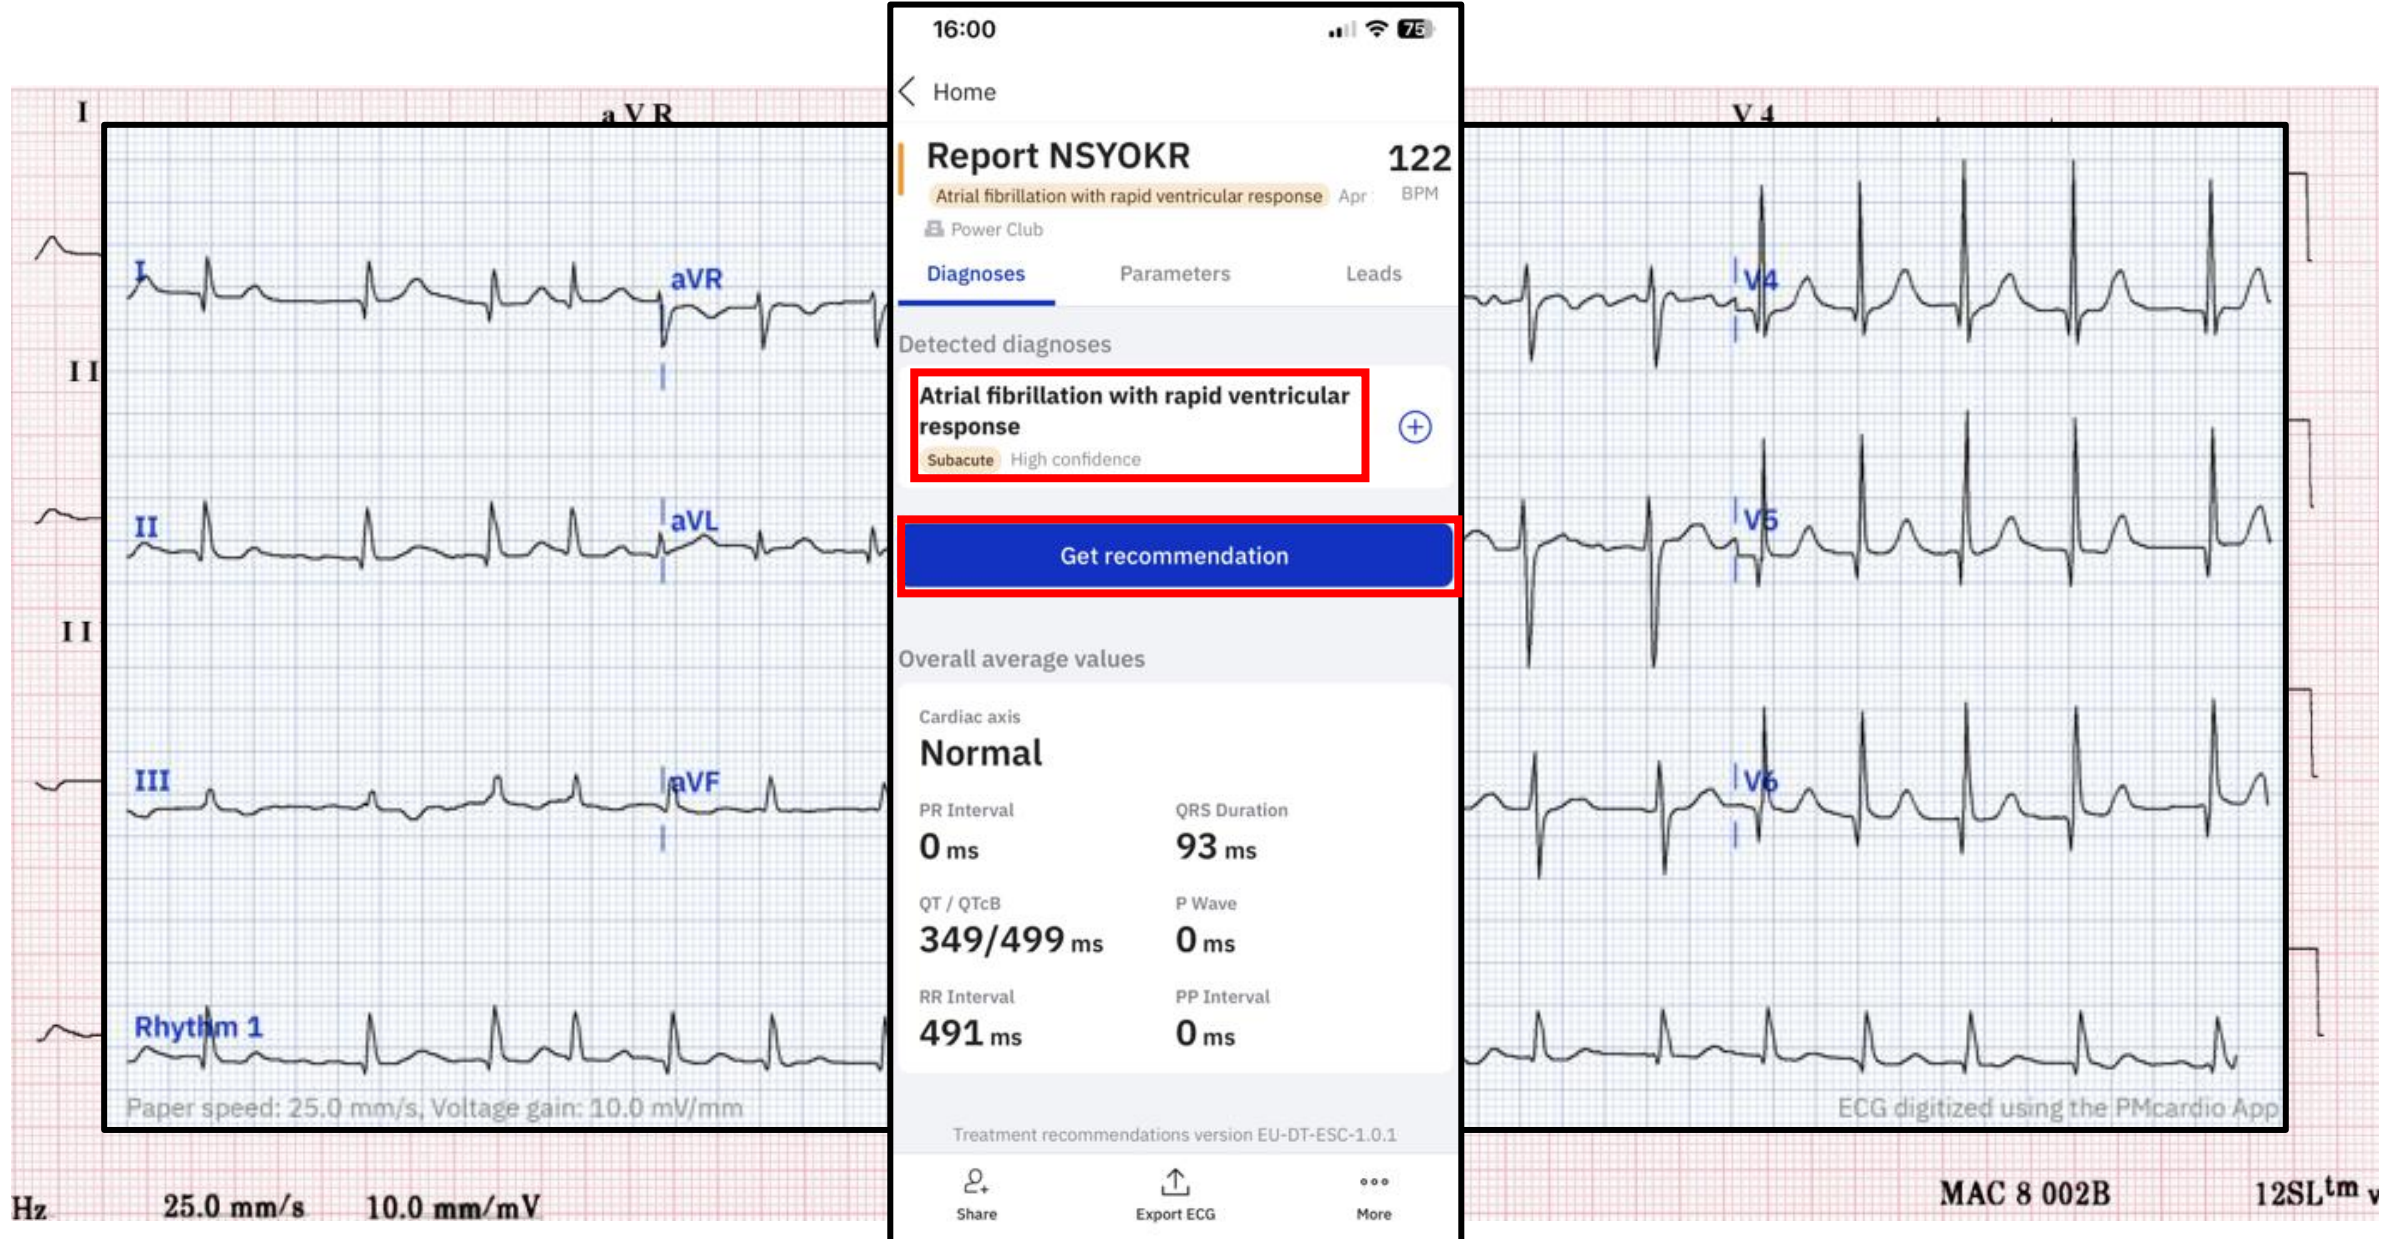 16:00
75
Home
I
aVR
V4
Report NSYOKR
122
Atrial fibrillation with rapid ventricular response
Apr
BPM
Power Club
Diagnoses
Parameters
Leads
I
aVR
V4
Detected diagnoses
II
Atrial fibrillation with rapid ventricular
response
Subacute
High confidence
II
aVL
V5
Get recommendation
II
Overall average values
Cardiac axis
Normal
III
aVF
V6
PR Interval
QRS Duration
0 ms
93 ms
QT / QTcB
P Wave
349/499 ms
0 ms
RR Interval
PP Interval
Rhythm 1
491 ms
0 ms
Paper speed: 25.0 mm/s, Voltage gain: 10.0 mV/mm
ECG digitized using the PMcardio App
Treatment recommendations version EU-DT-ESC-1.0.1
Share
Export ECG
More
Hz
25.0 mm/s
10.0 mm/mV
MAC 8 002B
12SLtm v